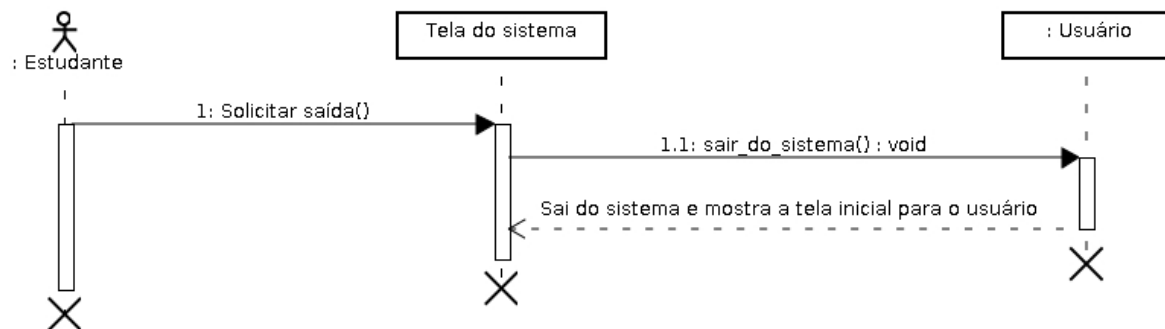 : Estudante
Tela do sistema
: Usuário
1: Solicitar saída()
1.1: sair_do_sistema() : void
Sai do sistema e mostra a tela inicial para o usuário